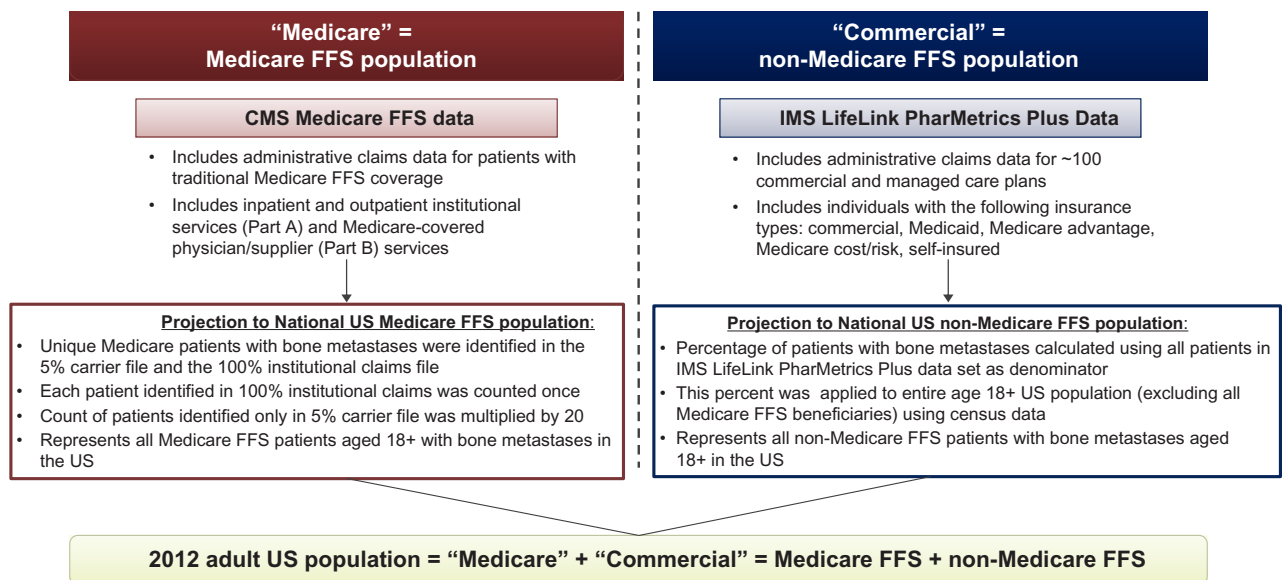 “Medicare” =
Medicare FFS population
CMS Medicare FFS data
• Includes administrative claims data for patients with
traditional Medicare FFS coverage
• Includes inpatient and outpatient institutional
services (Part A) and Medicare-covered
physician/supplier (Part B) services
Projection to National US Medicare FFS population:
• Unique Medicare patients with bone metastases were identified in the
5% carrier file and the 100% institutional claims file
• Each patient identified in 100% institutional claims was counted once
• Count of patients identified only in 5% carrier file was multiplied by 20
• Represents all Medicare FFS patients aged 18+ with bone metastases in
the US
“Commercial” =
non-Medicare FFS population
IMS LifeLink PharMetrics Plus Data
• Includes administrative claims data for ~100
commercial and managed care plans
• Includes individuals with the following insurance
types: commercial, Medicaid, Medicare advantage,
Medicare cost/risk, self-insured
Projection to National US non-Medicare FFS population:
• Percentage of patients with bone metastases calculated using all patients in
IMS LifeLink PharMetrics Plus data set as denominator
• This percent was applied to entire age 18+ US population (excluding all
Medicare FFS beneficiaries) using census data
• Represents all non-Medicare FFS patients with bone metastases aged
18+ in the US
2012 adult US population = “Medicare” + “Commercial” = Medicare FFS + non-Medicare FFS